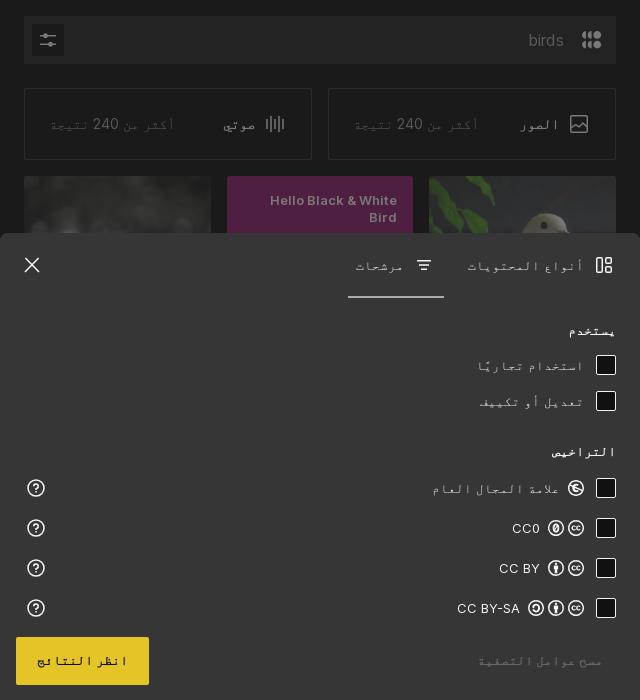 birds
الصور
أكثر من 240 نتيجة
صوتي
أكثر من 240 نتيجة
Hello Black & White
Bird
أنواع المحتويات
مرشحات
يستخدم
استخدام تجاريًا
تعديل أو تكييف
التراخيص
علامة المجال العام
CC0
CC BY
CC BY-SA
مسح عوامل التصفية
انظر النتائج